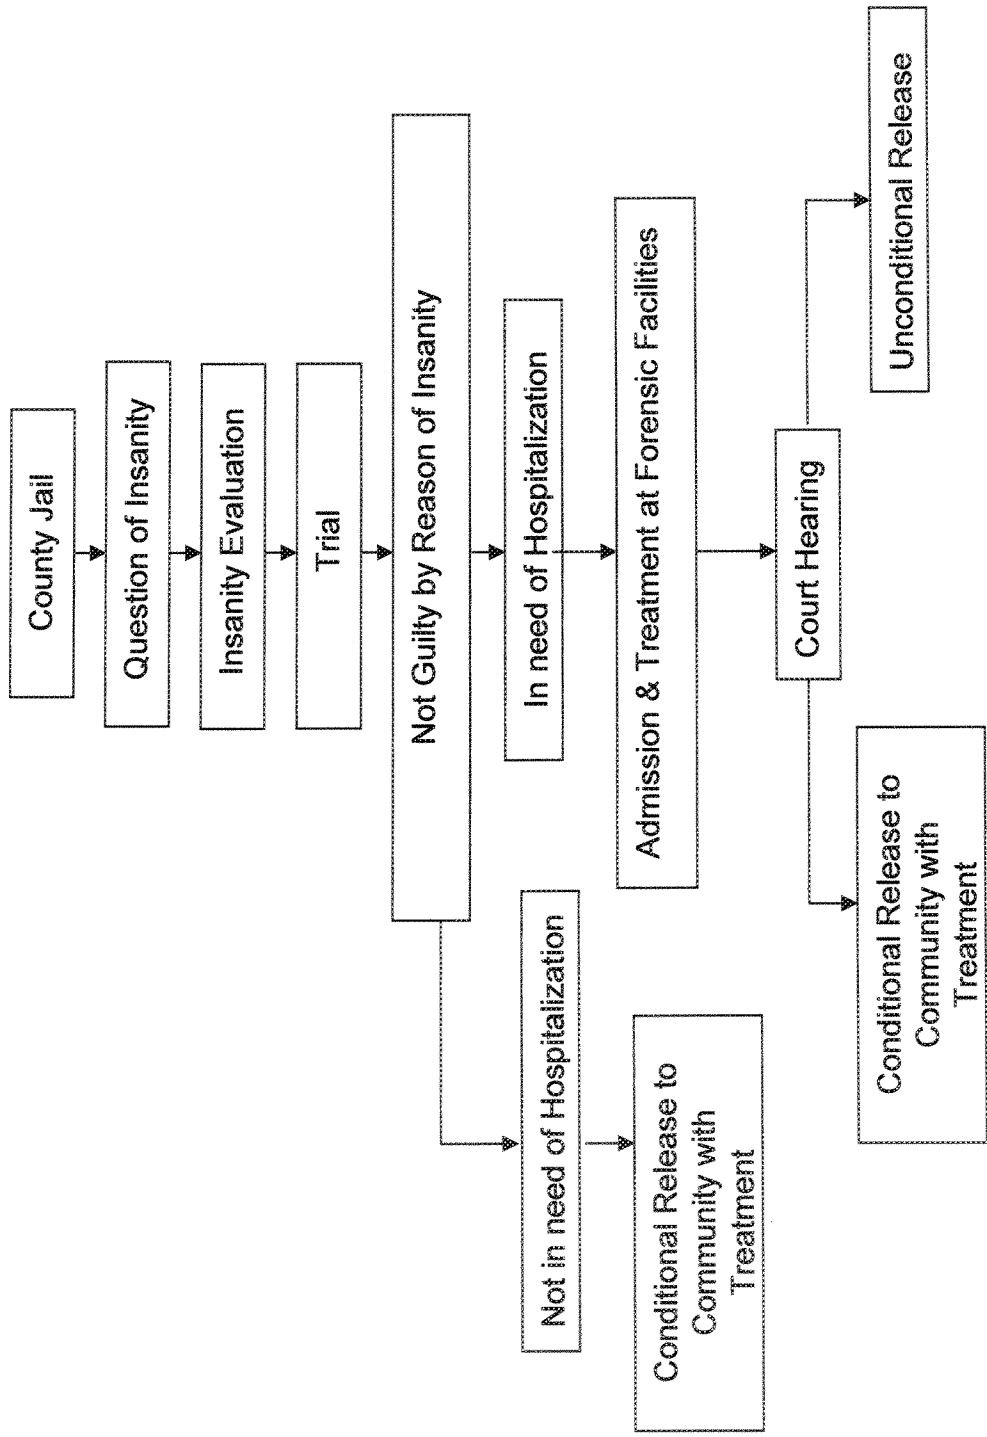 County Jail
Question of Insanity
Insanity Evaluation
Trial
Not Guilty by Reason of Insanity
Not in need of Hospitalization
In need of Hospitalization
Conditional Release to
Community with
Treatment
Admission & Treatment at Forensic Facilities
Court Hearing
Conditional Release to
Community with
Treatment
Unconditional Release